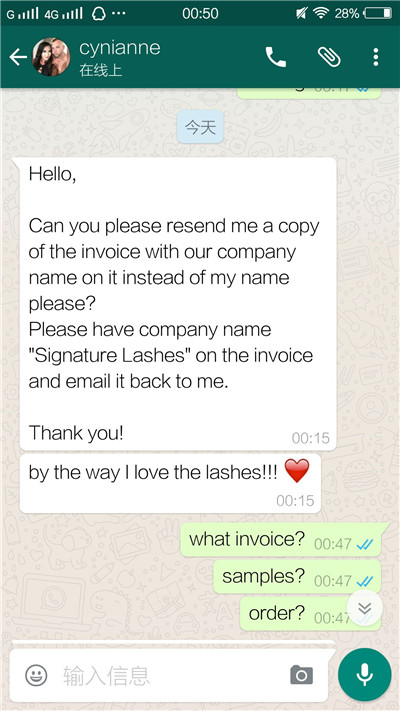 G 4G 00:50 28%
cynianne
在线上
今天
Hello,
Can you please resend me a copy
of the invoice with our company
name on it instead of my name
please?
Please have company name
"Signature Lashes" on the invoice
and email it back to me.
Thank you!
00:15
by the way I love the lashes!!! ❤️
00:15
what invoice? 00:47
samples? 00:47
order? 00:47
输入信息